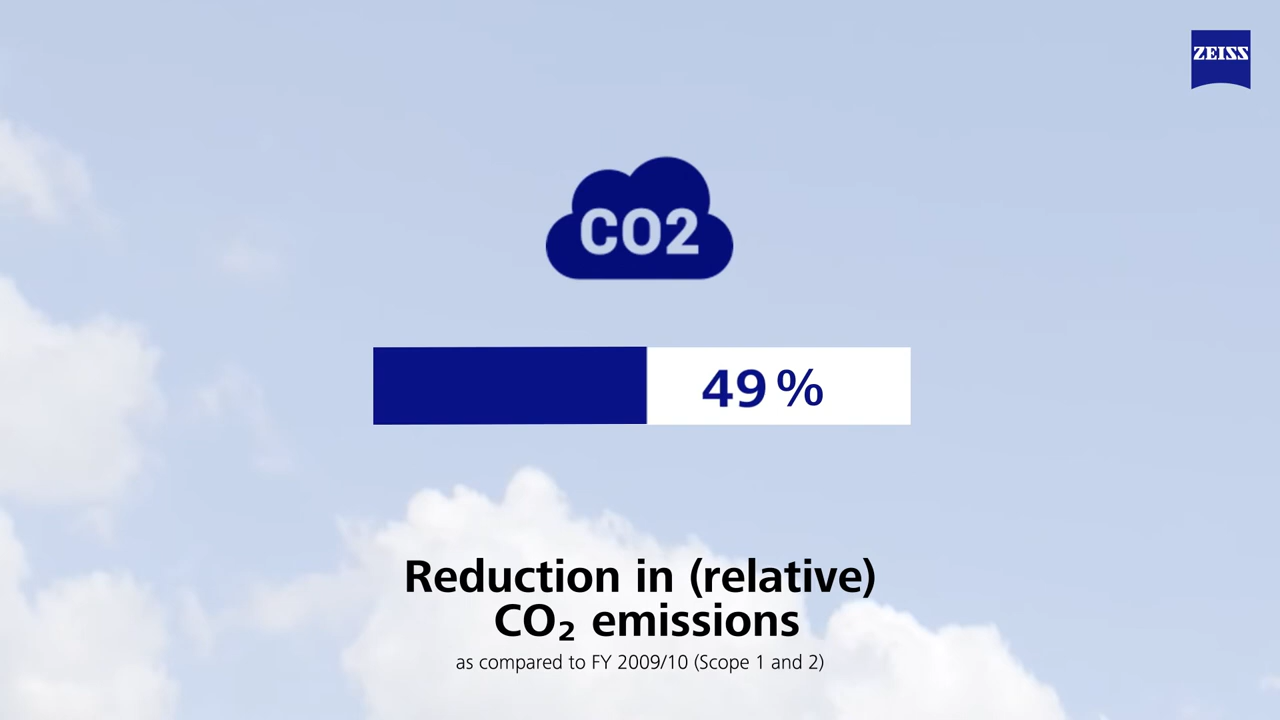 ZEISS
CO2
49 %
Reduction in (relative)
CO₂ emissions
as compared to FY 2009/10 (Scope 1 and 2)